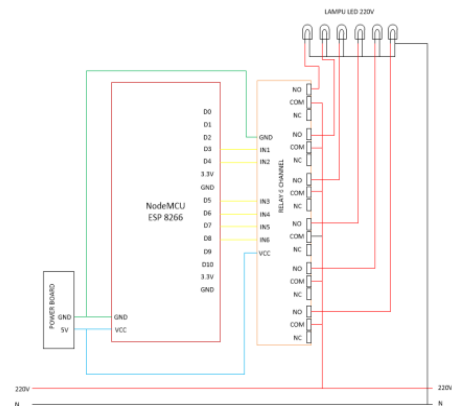 LAMPU LED 220V
NodeMCU
ESP 8266
D0
D1
D2
D3
D4
3.3V
GND
D5
D6
D7
D8
D9
D10
3.3V
GND
GND
VCC
POWER BOARD
GND
5V
RELAY 6 CHANNEL
GND
IN1
IN2
IN3
IN4
IN5
IN6
VCC
NO
COM
NC
NO
COM
NC
NO
COM
NC
NO
COM
NC
NO
COM
NC
NO
COM
NC
220V
220V
N
N